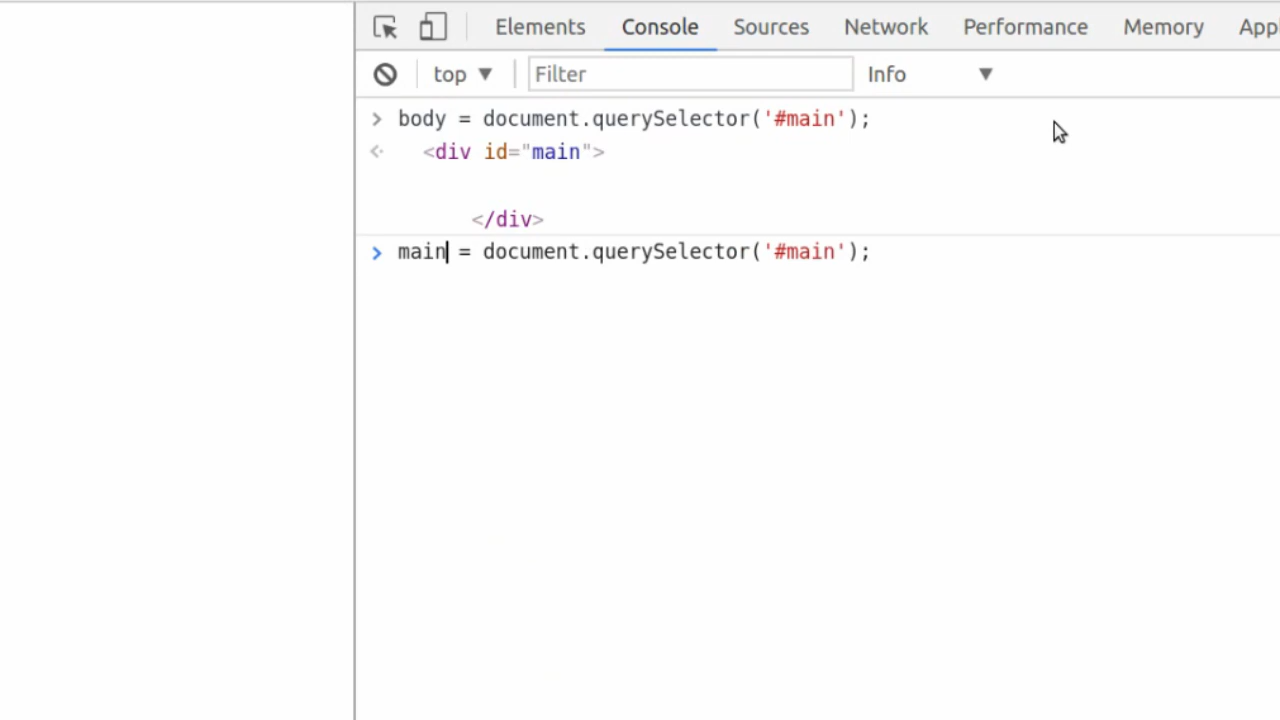 Elements Console Sources Network Performance Memory App
top ▼ Filter Info ▼
> body = document.querySelector('#main');
<div id="main">
</div>
> main = document.querySelector('#main');